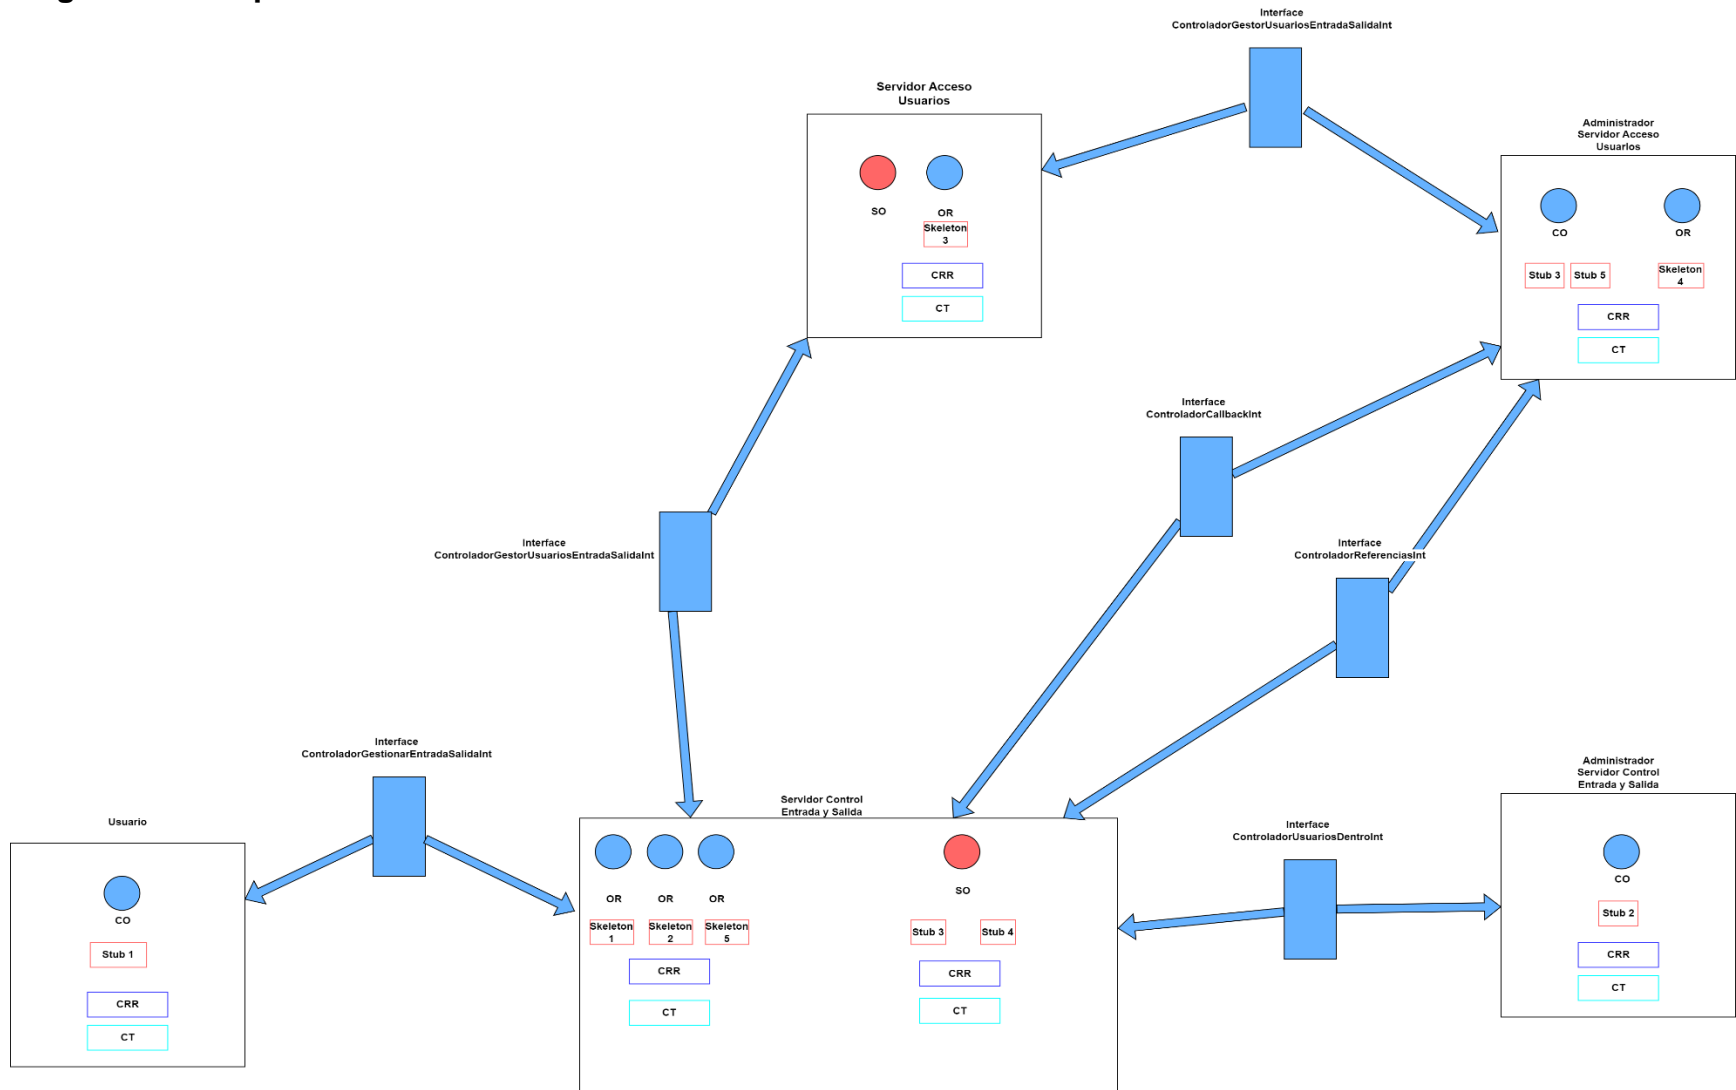 Interface
ControladorGestorUsuariosEntradaSalidaInt
Servidor Acceso
Usuarios
SO
OR
Skeleton
3
CRR
CT
Administrador
Servidor Acceso
Usuarios
CO
OR
Stub 3
Stub 5
Skeleton
4
CRR
CT
Interface
ControladorCallbackInt
Interface
ControladorGestorUsuariosEntradaSalidaInt
Interface
ControladorReferenciasInt
Interface
ControladorGestionarEntradaSalidaInt
Usuario
CO
Stub 1
CRR
CT
Servidor Control
Entrada y Salida
OR
OR
OR
SO
Skeleton
1
Skeleton
2
Skeleton
5
Stub 3
Stub 4
CRR
CRR
CT
CT
Interface
ControladorUsuariosDentroInt
Administrador
Servidor Control
Entrada y Salida
CO
Stub 2
CRR
CT